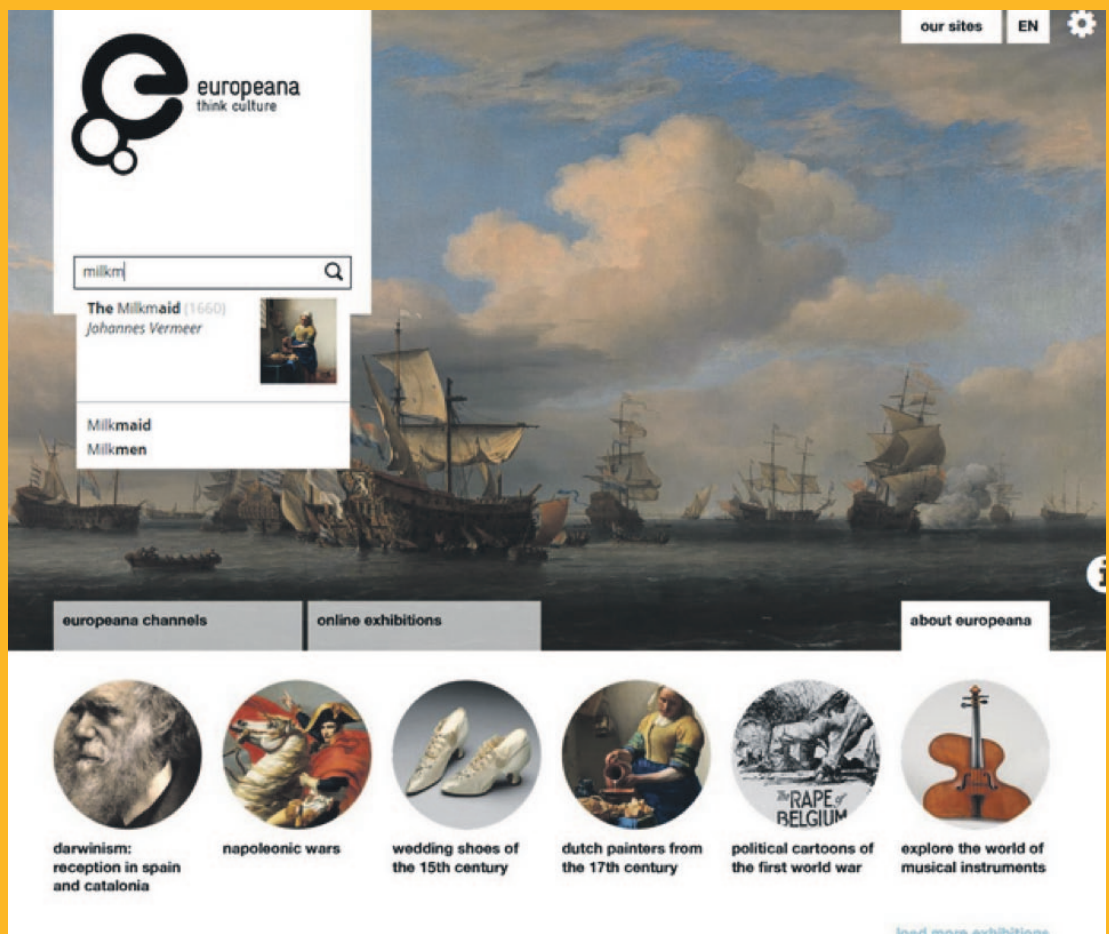 our sites
EN
europeana
think culture
milkm
The Milkmaid (1660)
Johannes Vermeer
Milkmaid
Milkmen
europeana channels
online exhibitions
about europeana
The RAPE of
BELGIUM
darwinism:
reception in spain
and catalonia
napoleonic wars
wedding shoes of
the 15th century
dutch painters from
the 17th century
political cartoons of
the first world war
explore the world of
musical instruments
load more exhibitions